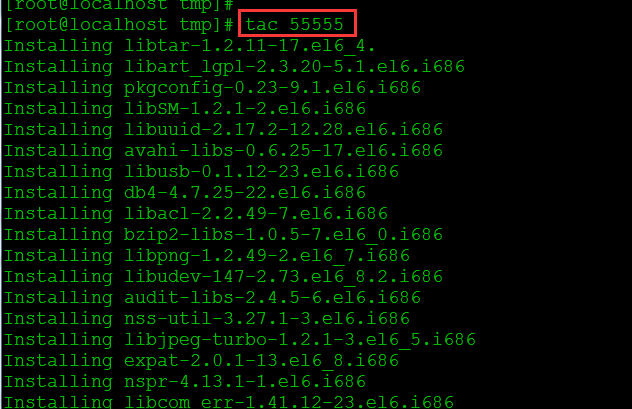 [root@localhost tmp]#
[root@localhost tmp]# tac 55555
Installing libtar-1.2.11-17.el6_4.
Installing libart_lgpl-2.3.20-5.1.el6.i686
Installing pkgconfig-0.23-9.1.el6.i686
Installing libSM-1.2.1-2.el6.i686
Installing libuuid-2.17.2-12.28.el6.i686
Installing avahi-libs-0.6.25-17.el6.i686
Installing libusb-0.1.12-23.el6.i686
Installing db4-4.7.25-22.el6.i686
Installing libacl-2.2.49-7.el6.i686
Installing bzip2-libs-1.0.5-7.el6_0.i686
Installing libpng-1.2.49-2.el6_7.i686
Installing libudev-147-2.73.el6_8.2.i686
Installing audit-libs-2.4.5-6.el6.i686
Installing nss-util-3.27.1-3.el6.i686
Installing libjpeg-turbo-1.2.1-3.el6_5.i686
Installing expat-2.0.1-13.el6_8.i686
Installing nspr-4.13.1-1.el6.i686
Installing libcom_err-1.41.12-23.el6.i686